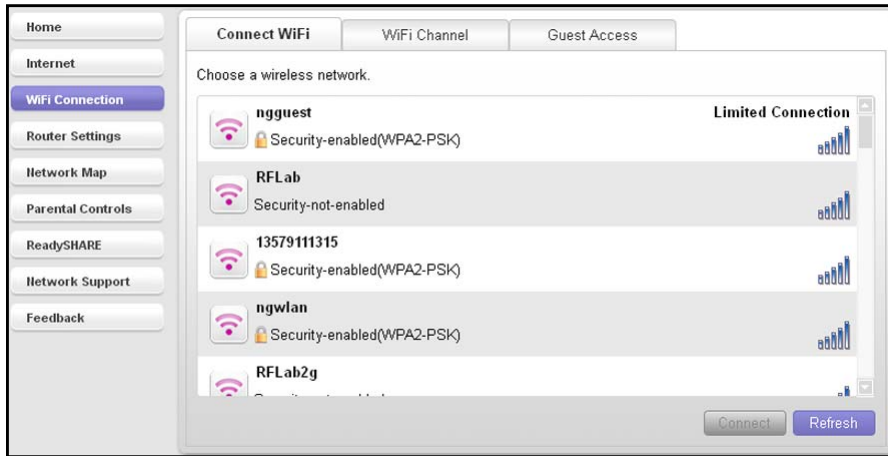 Home
Internet
WiFi Connection
Router Settings
Network Map
Parental Controls
ReadySHARE
Network Support
Feedback
Connect WiFi
WiFi Channel
Guest Access
Choose a wireless network.
ngguest
Limited Connection
Security-enabled(WPA2-PSK)
RFLab
Security-not-enabled
13579111315
Security-enabled(WPA2-PSK)
ngwlan
Security-enabled(WPA2-PSK)
RFLab2g
Connect
Refresh